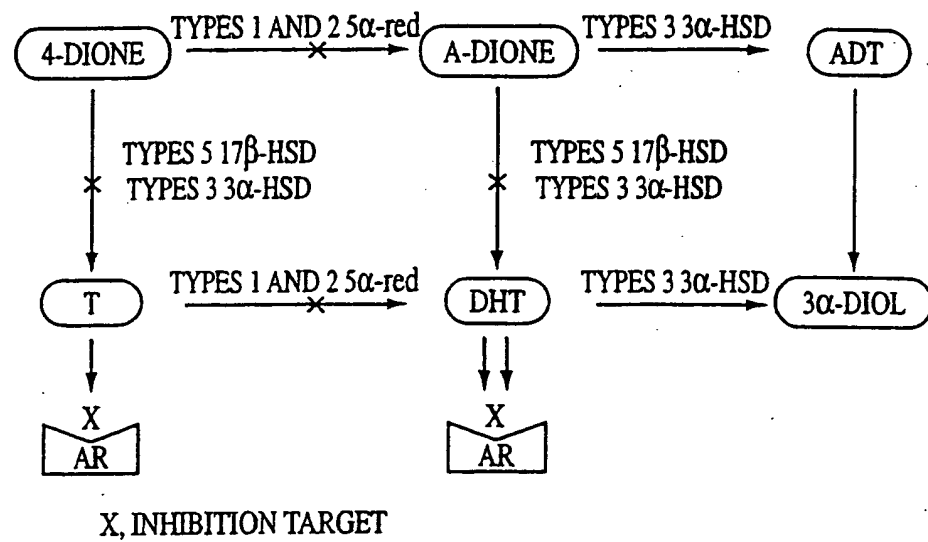 TYPES 1 AND 2 5α-red
TYPES 3 3α-HSD
4-DIONE
A-DIONE
ADT
TYPES 5 17β-HSD
TYPES 3 3α-HSD
TYPES 5 17β-HSD
TYPES 3 3α-HSD
TYPES 1 AND 2 5α-red
TYPES 3 3α-HSD
T
DHT
3α-DIOL
X
AR
X
AR
X, INHIBITION TARGET